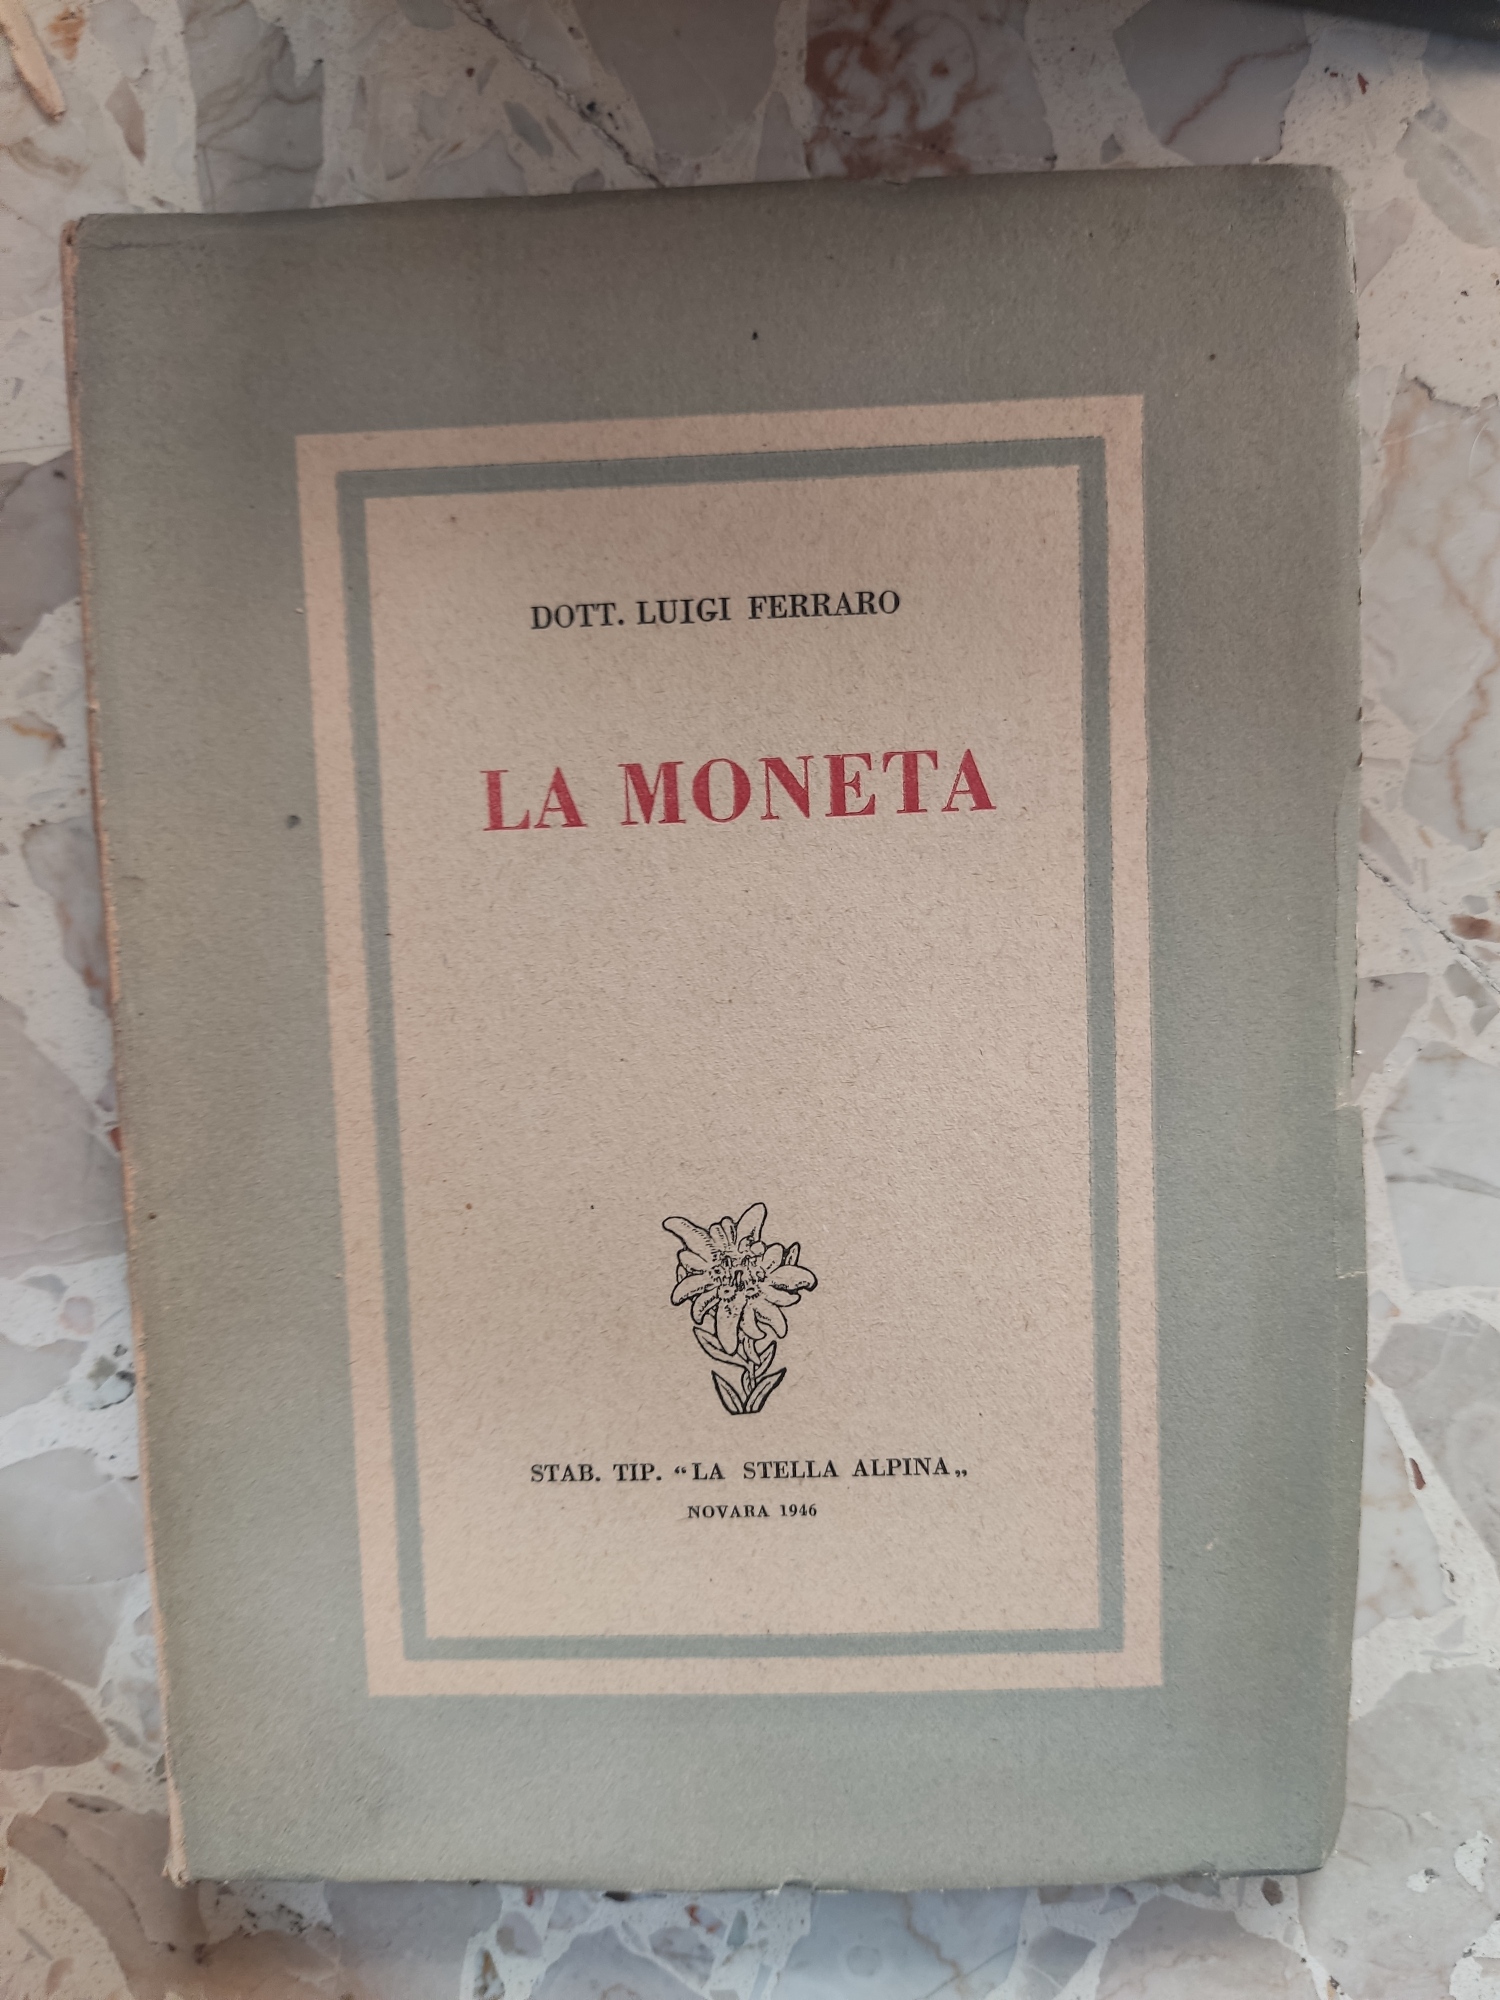 DOTT. LUIGI FERRARO
LA MONETA
STAB. TIP. “LA STELLA ALPINA„
NOVARA 1946